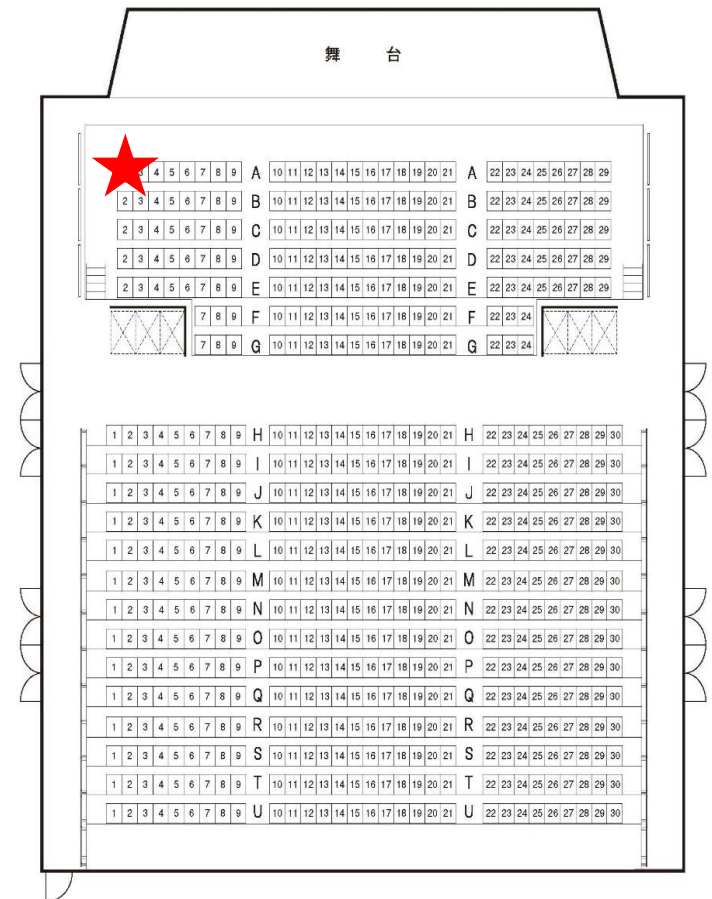 舞 台
4 5 6 7 8 9 A 10 11 12 13 14 15 16 17 18 19 20 21 A 22 23 24 25 26 27 28 29
2 3 4 5 6 7 8 9 B 10 11 12 13 14 15 16 17 18 19 20 21 B 22 23 24 25 26 27 28 29
2 3 4 5 6 7 8 9 C 10 11 12 13 14 15 16 17 18 19 20 21 C 22 23 24 25 26 27 28 29
2 3 4 5 6 7 8 9 D 10 11 12 13 14 15 16 17 18 19 20 21 D 22 23 24 25 26 27 28 29
2 3 4 5 6 7 8 9 E 10 11 12 13 14 15 16 17 18 19 20 21 E 22 23 24 25 26 27 28 29
7 8 9 F 10 11 12 13 14 15 16 17 18 19 20 21 F 22 23 24
7 8 9 G 10 11 12 13 14 15 16 17 18 19 20 21 G 22 23 24
1 2 3 4 5 6 7 8 9 H 10 11 12 13 14 15 16 17 18 19 20 21 H 22 23 24 25 26 27 28 29 30
1 2 3 4 5 6 7 8 9 I 10 11 12 13 14 15 16 17 18 19 20 21 I 22 23 24 25 26 27 28 29 30
1 2 3 4 5 6 7 8 9 J 10 11 12 13 14 15 16 17 18 19 20 21 J 22 23 24 25 26 27 28 29 30
1 2 3 4 5 6 7 8 9 K 10 11 12 13 14 15 16 17 18 19 20 21 K 22 23 24 25 26 27 28 29 30
1 2 3 4 5 6 7 8 9 L 10 11 12 13 14 15 16 17 18 19 20 21 L 22 23 24 25 26 27 28 29 30
1 2 3 4 5 6 7 8 9 M 10 11 12 13 14 15 16 17 18 19 20 21 M 22 23 24 25 26 27 28 29 30
1 2 3 4 5 6 7 8 9 N 10 11 12 13 14 15 16 17 18 19 20 21 N 22 23 24 25 26 27 28 29 30
1 2 3 4 5 6 7 8 9 O 10 11 12 13 14 15 16 17 18 19 20 21 O 22 23 24 25 26 27 28 29 30
1 2 3 4 5 6 7 8 9 P 10 11 12 13 14 15 16 17 18 19 20 21 P 22 23 24 25 26 27 28 29 30
1 2 3 4 5 6 7 8 9 Q 10 11 12 13 14 15 16 17 18 19 20 21 Q 22 23 24 25 26 27 28 29 30
1 2 3 4 5 6 7 8 9 R 10 11 12 13 14 15 16 17 18 19 20 21 R 22 23 24 25 26 27 28 29 30
1 2 3 4 5 6 7 8 9 S 10 11 12 13 14 15 16 17 18 19 20 21 S 22 23 24 25 26 27 28 29 30
1 2 3 4 5 6 7 8 9 T 10 11 12 13 14 15 16 17 18 19 20 21 T 22 23 24 25 26 27 28 29 30
1 2 3 4 5 6 7 8 9 U 10 11 12 13 14 15 16 17 18 19 20 21 U 22 23 24 25 26 27 28 29 30